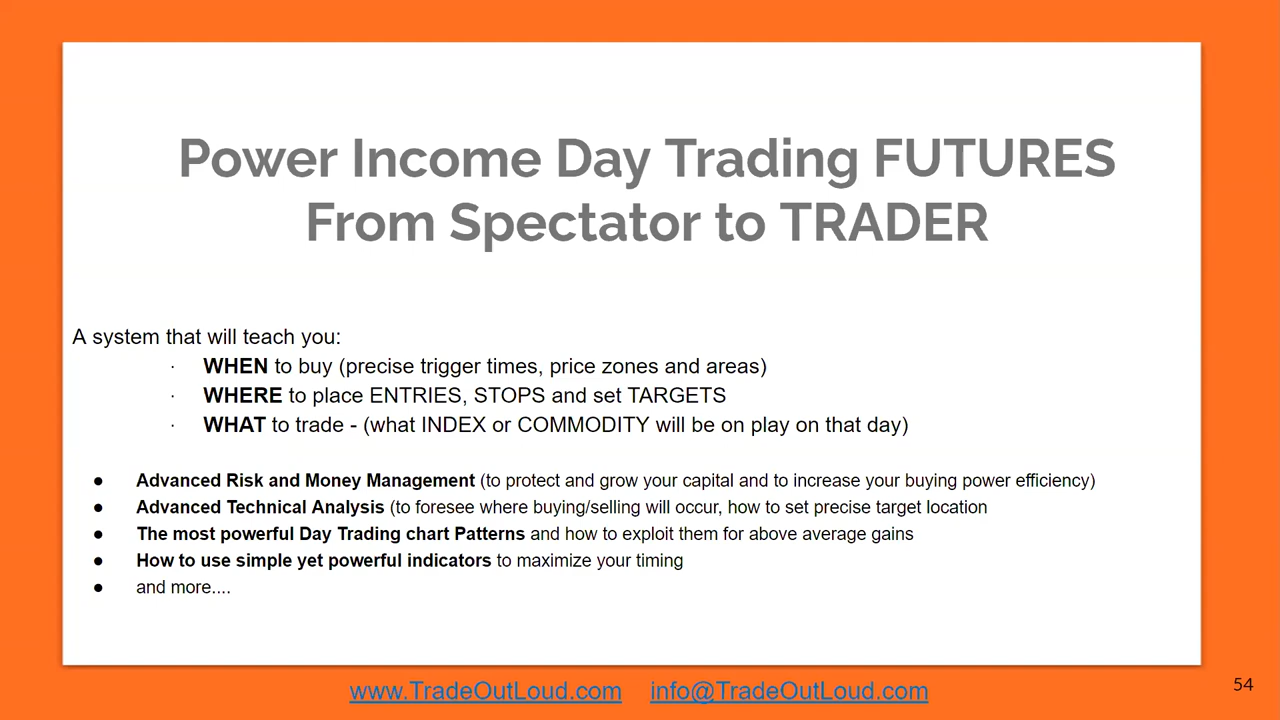 Power Income Day Trading FUTURES
From Spectator to TRADER
A system that will teach you:
· WHEN to buy (precise trigger times, price zones and areas)
· WHERE to place ENTRIES, STOPS and set TARGETS
· WHAT to trade - (what INDEX or COMMODITY will be on play on that day)
● Advanced Risk and Money Management (to protect and grow your capital and to increase your buying power efficiency)
● Advanced Technical Analysis (to foresee where buying/selling will occur, how to set precise target location
● The most powerful Day Trading chart Patterns and how to exploit them for above average gains
● How to use simple yet powerful indicators to maximize your timing
● and more....
www.TradeOutLoud.com info@TradeOutLoud.com
54